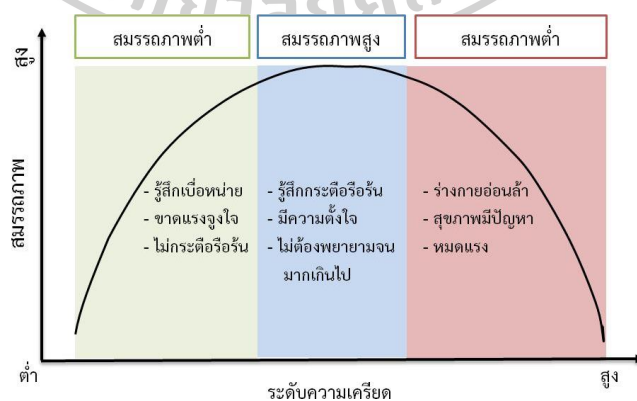 สมรรถภาพต่ำ
สมรรถภาพสูง
สมรรถภาพต่ำ
สูง
สมรรถภาพ
- รู้สึกเบื่อหน่าย
- ขาดแรงจูงใจ
- ไม่กระตือรือร้น
- รู้สึกกระตือรือร้น
- มีความตั้งใจ
- ไม่ต้องพยายามจน
มากเกินไป
- ร่างกายอ่อนล้า
- สุขภาพมีปัญหา
- หมดแรง
ต่ำ
ระดับความเครียด
สูง